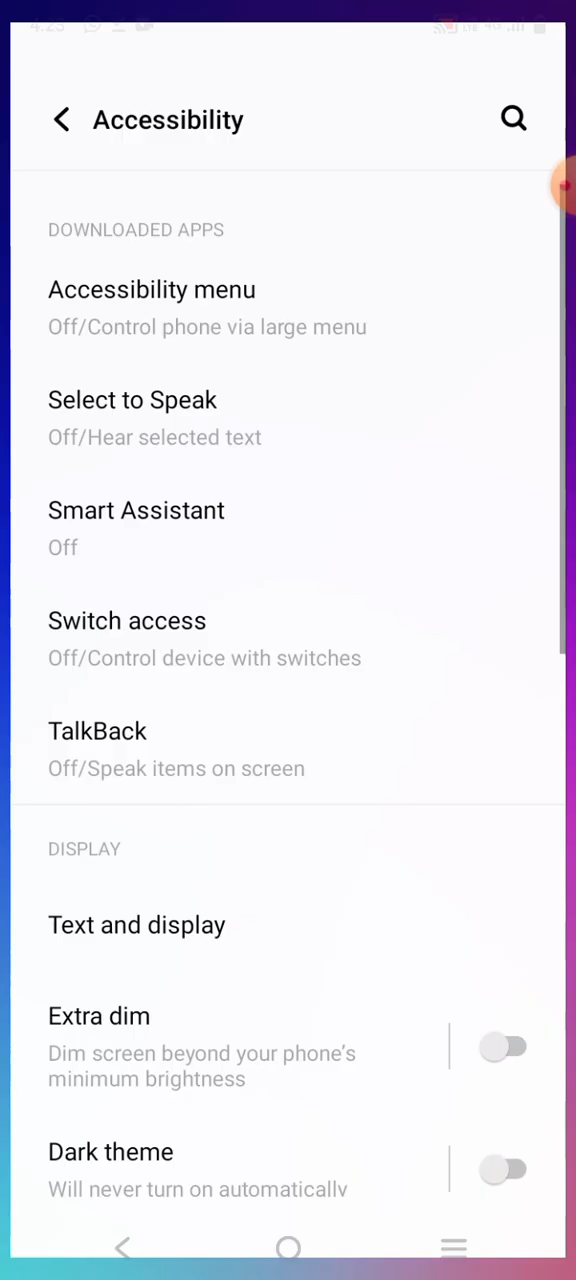 4:23
Accessibility
DOWNLOADED APPS
Accessibility menu
Off/Control phone via large menu
Select to Speak
Off/Hear selected text
Smart Assistant
Off
Switch access
Off/Control device with switches
TalkBack
Off/Speak items on screen
DISPLAY
Text and display
Extra dim
Dim screen beyond your phone’s
minimum brightness
Dark theme
Will never turn on automatically